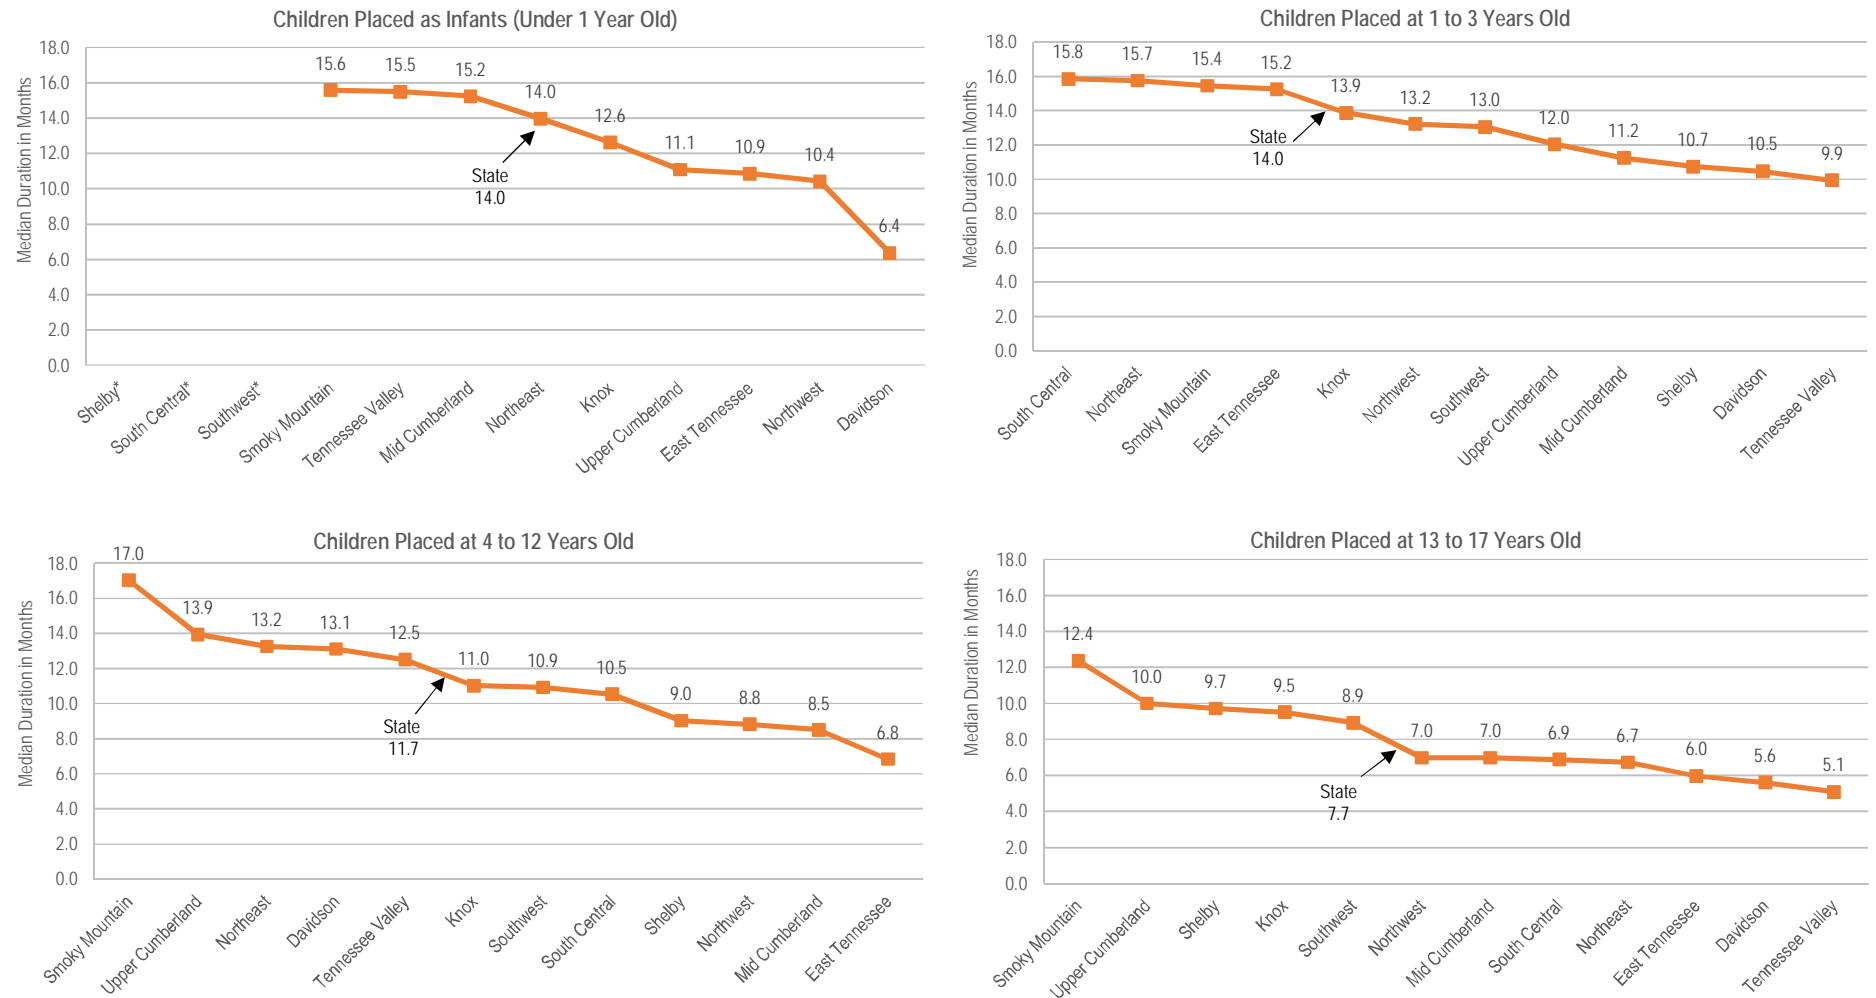 Children Placed as Infants (Under 1 Year Old)
Median Duration in Months
18.0
16.0
14.0
12.0
10.0
8.0
6.0
4.0
2.0
0.0
15.6
15.5
15.2
14.0
12.6
11.1
10.9
10.4
6.4
State
14.0
Shelby*
South Central*
Southwest*
Smoky Mountain
Tennessee Valley
Mid Cumberland
Northeast
Knox
Upper Cumberland
East Tennessee
Northwest
Davidson
Children Placed at 1 to 3 Years Old
Median Duration in Months
18.0
16.0
14.0
12.0
10.0
8.0
6.0
4.0
2.0
0.0
15.8
15.7
15.4
15.2
13.9
13.2
13.0
12.0
11.2
10.7
10.5
9.9
State
14.0
South Central
Northeast
Smoky Mountain
East Tennessee
Knox
Northwest
Southwest
Upper Cumberland
Mid Cumberland
Shelby
Davidson
Tennessee Valley
Children Placed at 4 to 12 Years Old
Median Duration in Months
18.0
16.0
14.0
12.0
10.0
8.0
6.0
4.0
2.0
0.0
17.0
13.9
13.2
13.1
12.5
11.0
10.9
10.5
9.0
8.8
8.5
6.8
State
11.7
Smoky Mountain
Upper Cumberland
Northeast
Davidson
Tennessee Valley
Knox
Southwest
South Central
Shelby
Northwest
Mid Cumberland
East Tennessee
Children Placed at 13 to 17 Years Old
Median Duration in Months
18.0
16.0
14.0
12.0
10.0
8.0
6.0
4.0
2.0
0.0
12.4
10.0
9.7
9.5
8.9
7.0
7.0
6.9
6.7
6.0
5.6
5.1
State
7.7
Smoky Mountain
Upper Cumberland
Shelby
Knox
Southwest
Northwest
Mid Cumberland
South Central
Northeast
East Tennessee
Davidson
Tennessee Valley